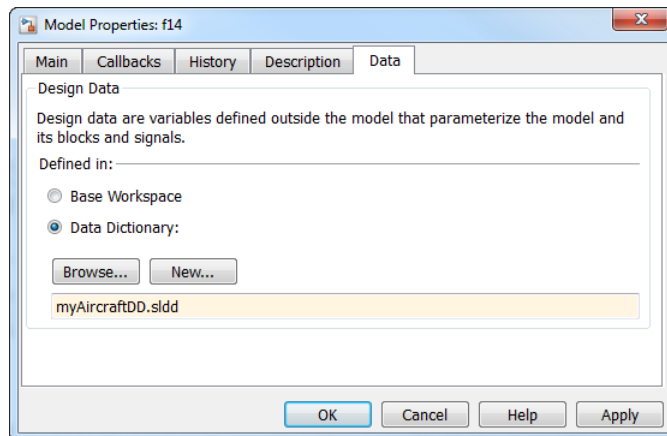 Model Properties: f14
Main Callbacks History Description Data
Design Data
Design data are variables defined outside the model that parameterize the model and
its blocks and signals.
Defined in:
Base Workspace
Data Dictionary:
Browse... New...
myAircraftDD.sldd
OK Cancel Help Apply